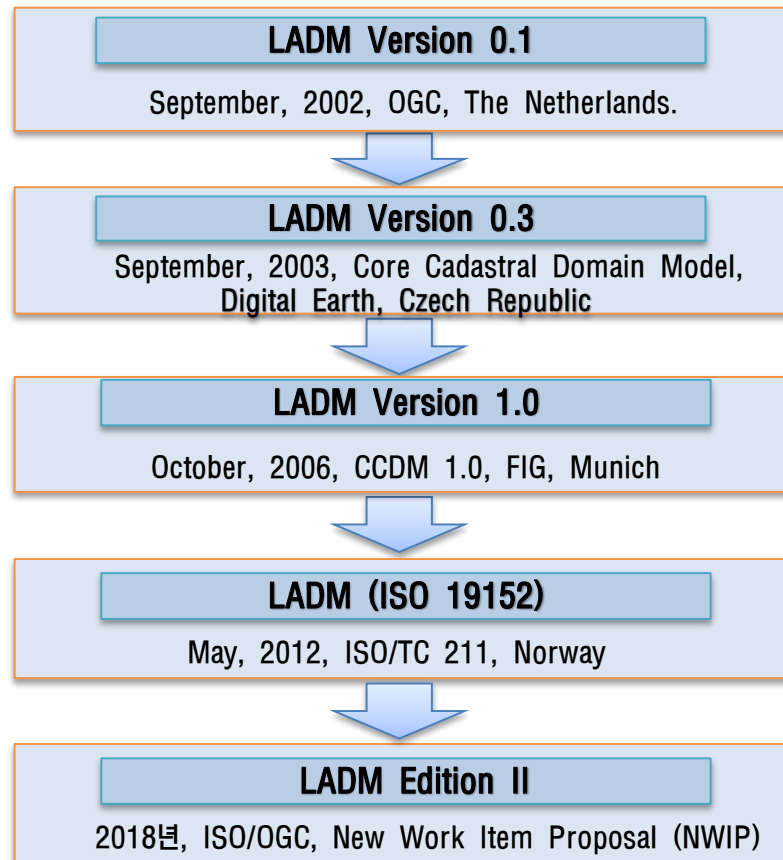 LADM Version 0.1
September, 2002, OGC, The Netherlands.
LADM Version 0.3
September, 2003, Core Cadastral Domain Model,
Digital Earth, Czech Republic
LADM Version 1.0
October, 2006, CCDM 1.0, FIG, Munich
LADM (ISO 19152)
May, 2012, ISO/TC 211, Norway
LADM Edition II
2018년, ISO/OGC, New Work Item Proposal (NWIP)